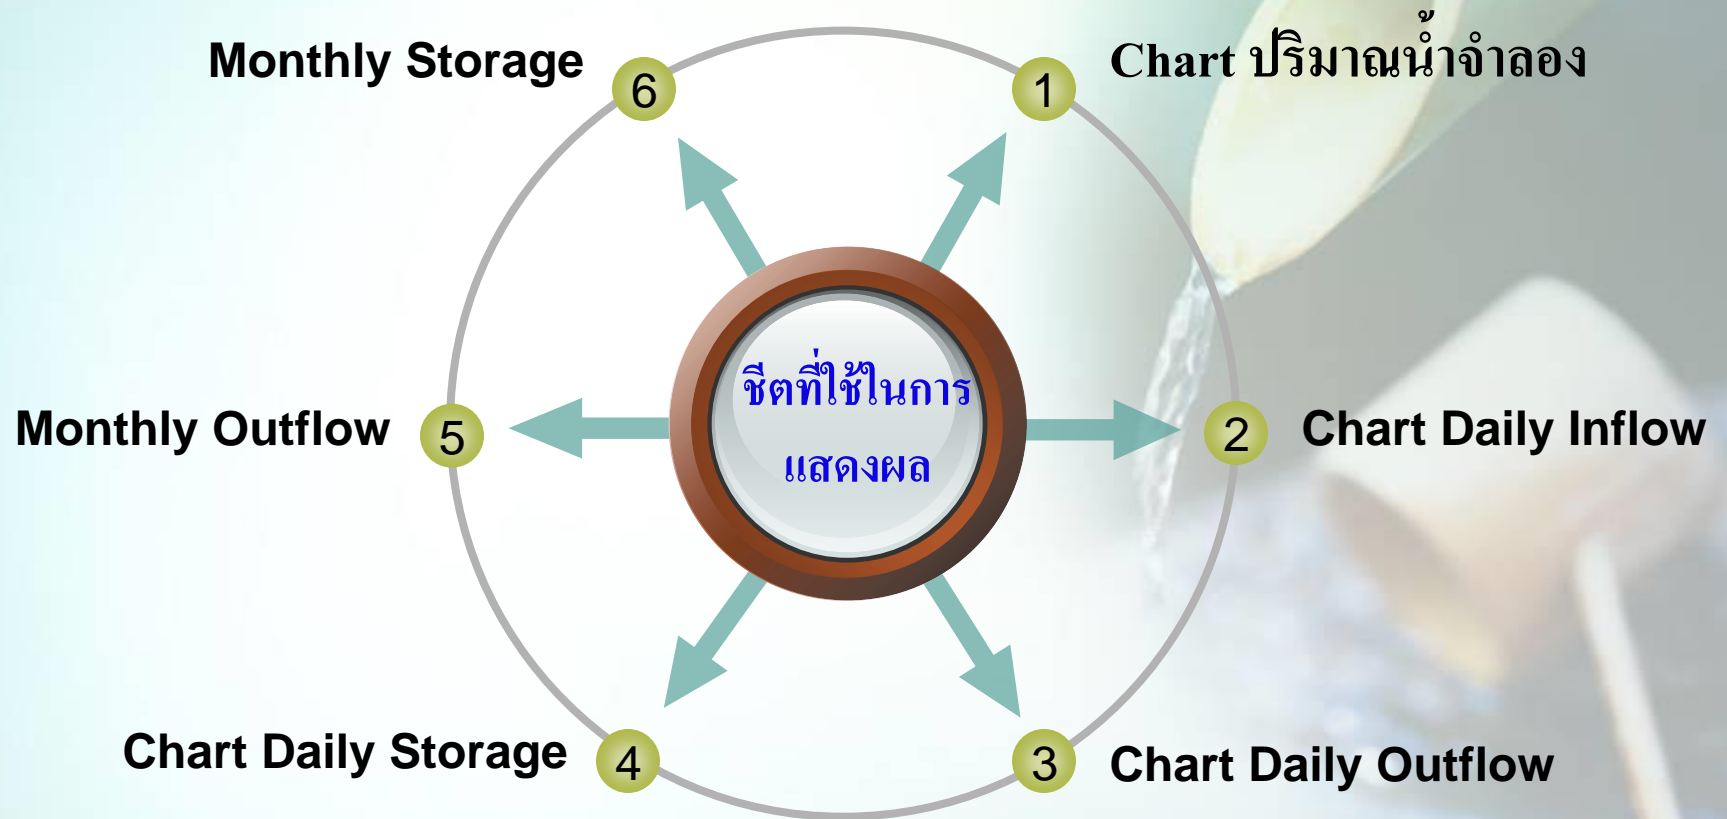 Monthly Storage
6
1
Chart ปริมาณน้ำจำลอง
ชีตที่ใช้ในการ
แสดงผล
Monthly Outflow
5
2
Chart Daily Inflow
Chart Daily Storage
4
3
Chart Daily Outflow